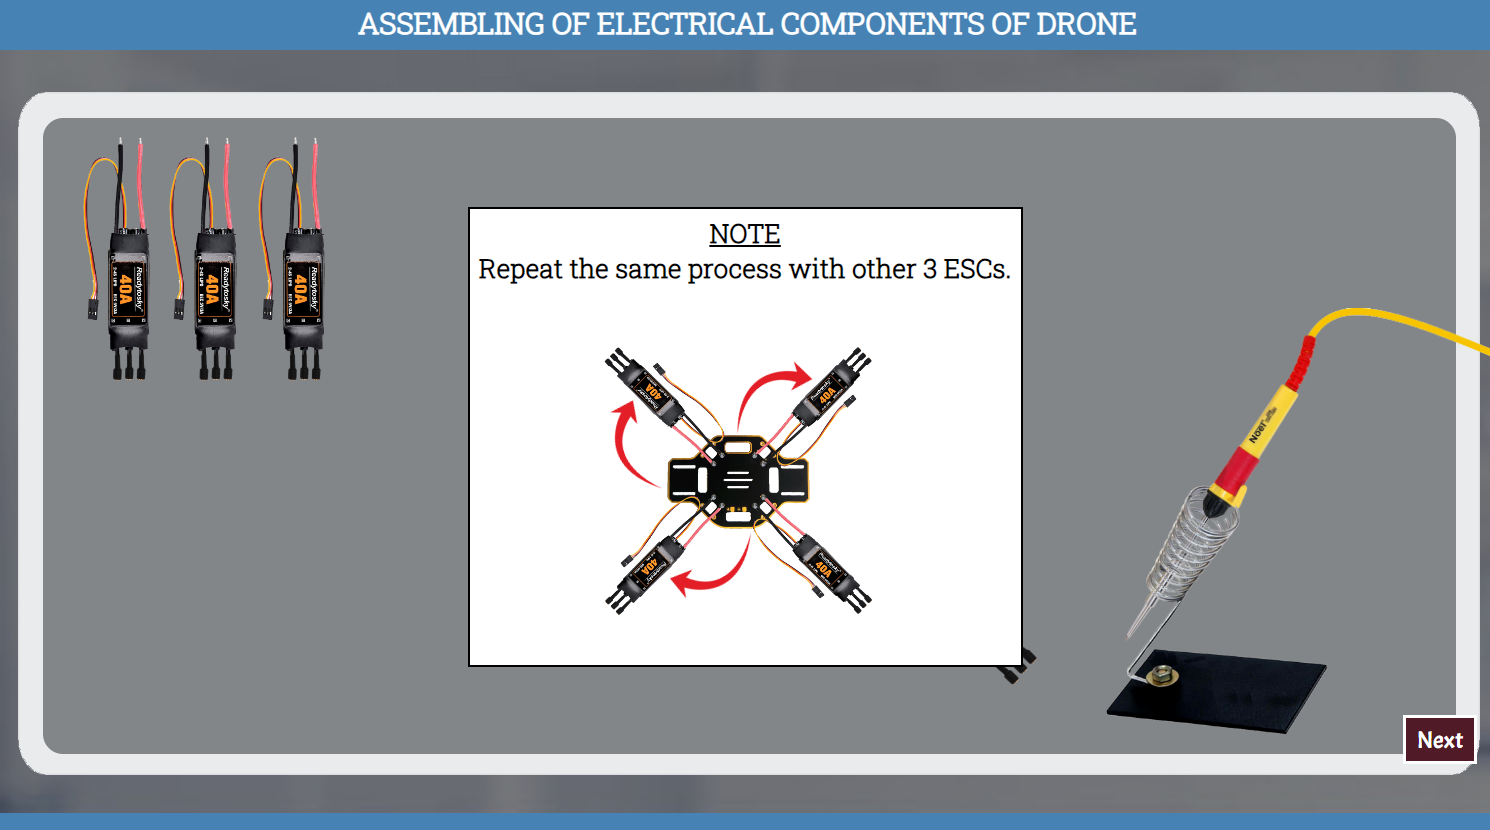 ASSEMBLING OF ELECTRICAL COMPONENTS OF DRONE
NOTE
Repeat the same process with other 3 ESCs.
Readytosky
40A
Readytosky
40A
Readytosky
40A
40A
40A
40A
40A
Next